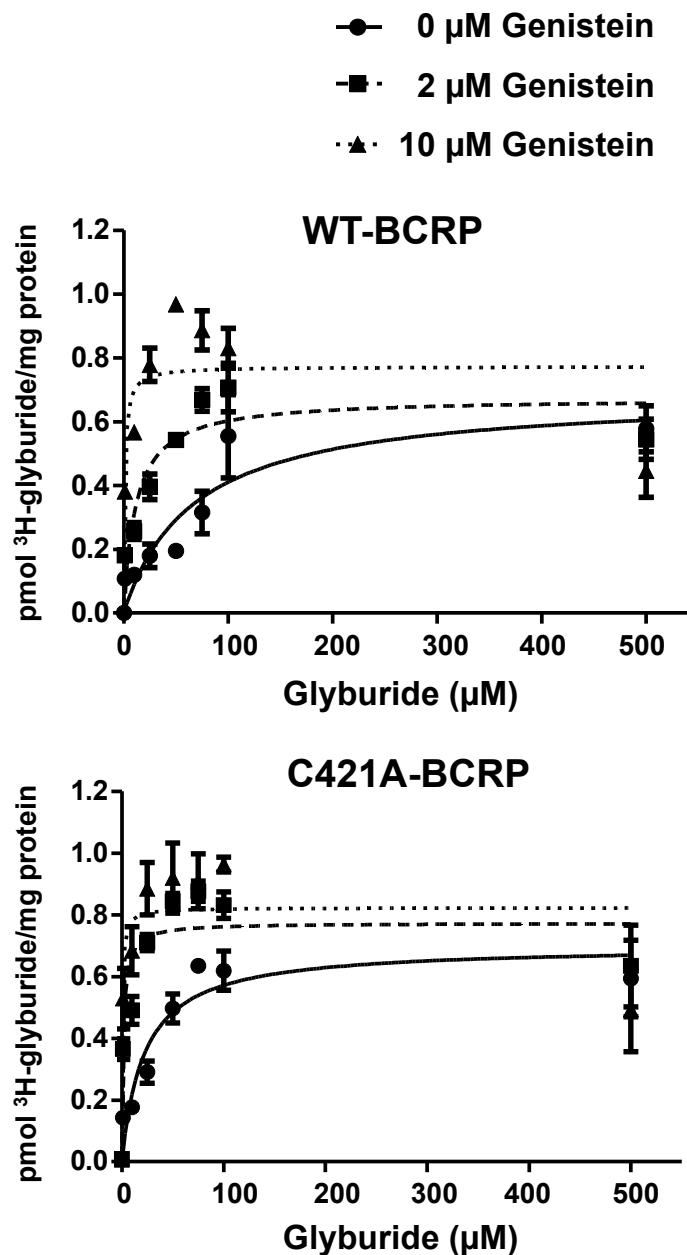 0 µM Genistein
2 µM Genistein
10 µM Genistein
WT-BCRP
pmol ³H-glyburide/mg protein
1.2
1.0
0.8
0.6
0.4
0.2
0.0
0 100 200 300 400 500
Glyburide (µM)
C421A-BCRP
pmol ³H-glyburide/mg protein
1.2
1.0
0.8
0.6
0.4
0.2
0.0
0 100 200 300 400 500
Glyburide (µM)